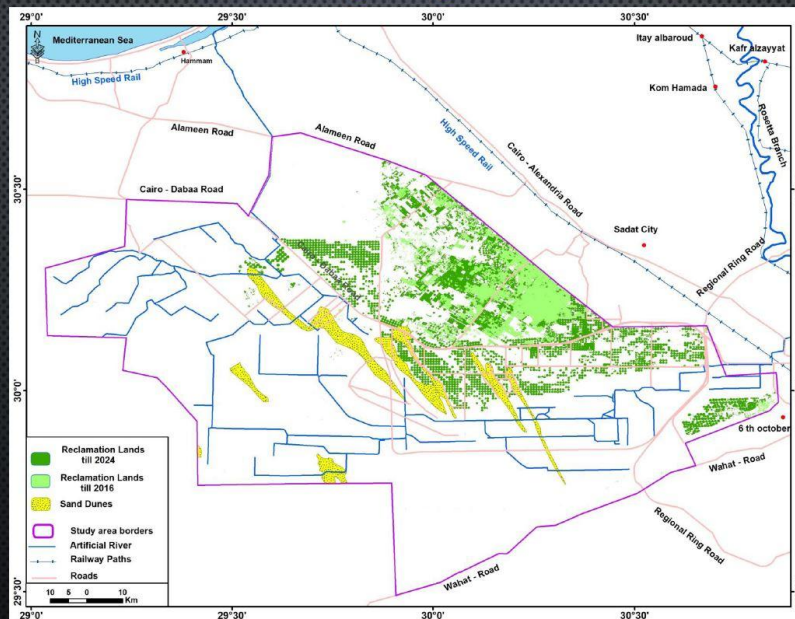 29°0'
29°30'
30°0'
30°30'
Mediterranean Sea
Hammam
High Speed Rail
Itay albaroud
Kafr alzayyat
Kom Hamada
Rosetta Branch
Alameen Road
Alameen Road
High Speed Rail
Cairo - Alexandria Road
30°30'
Cairo - Dabaa Road
Sadat City
Regional Ring Road
30°0'
6 th october
Wahat - Road
Regional Ring Road
Wahat - Road
Reclamation Lands
till 2024
Reclamation Lands
till 2016
Sand Dunes
Study area borders
Artificial River
Railway Paths
Roads
10 5 0 10
Km
29°30'
29°0'
29°30'
30°0'
30°30'